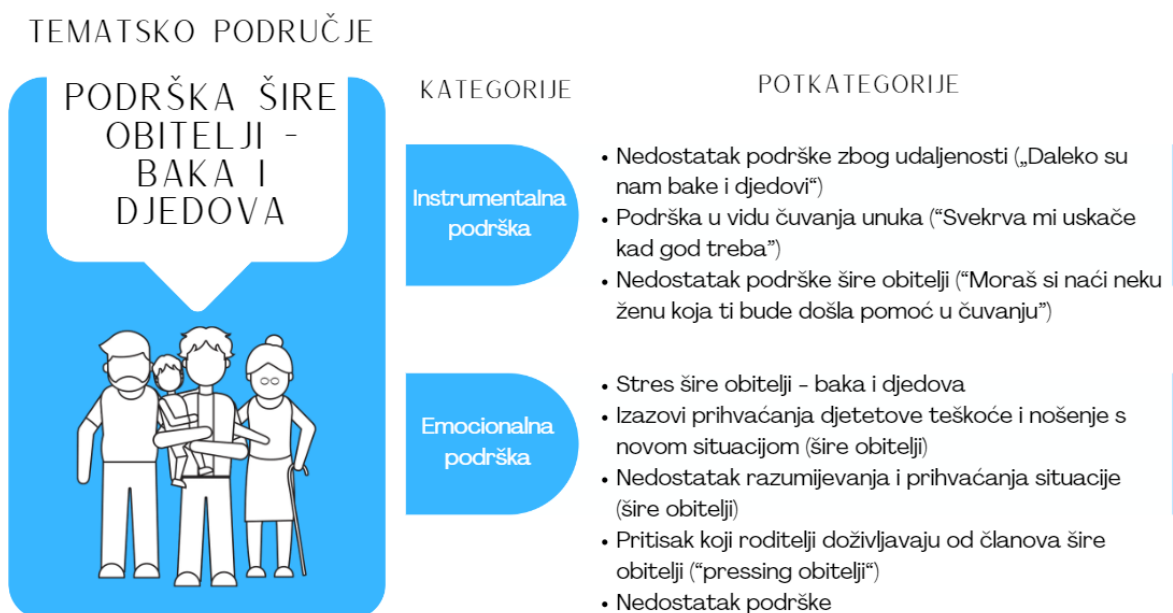 TEMATSKO PODRUČJE
PODRŠKA ŠIRE
OBITELJI -
BAKA I
DJEDOVA
KATEGORIJE
POTKATEGORIJE
Instrumentalna
podrška
• Nedostatak podrške zbog udaljenosti („Daleko su
nam bake i djedovi“)
• Podrška u vidu čuvanja unuka (“Svekrva mi uskače
kad god treba”)
• Nedostatak podrške šire obitelji (“Moraš si naći neku
ženu koja ti bude došla pomoć u čuvanju”)
Emocionalna
podrška
• Stres šire obitelji – baka i djedova
• Izazovi prihvaćanja djetetove teškoće i nošenje s
novom situacijom (šire obitelji)
• Nedostatak razumijevanja i prihvaćanja situacije
(šire obitelji)
• Pritisak koji roditelji doživljavaju od članova šire
obitelji (“pressing obitelji“)
• Nedostatak podrške